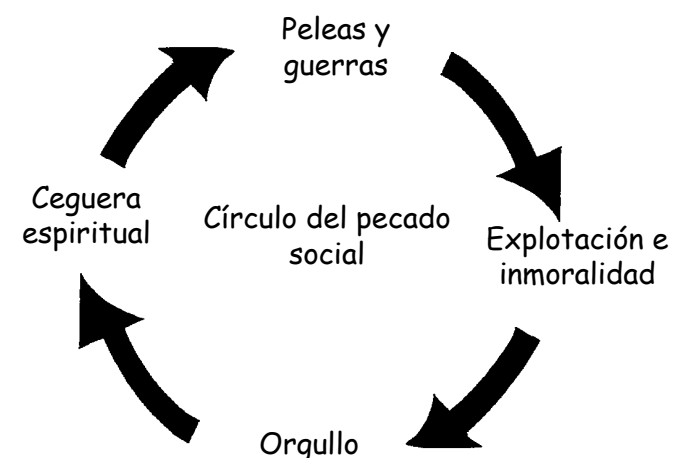 Peleas y
guerras
Ceguera
espiritual
Círculo del pecado
social
Explotación e
inmoralidad
Orgullo